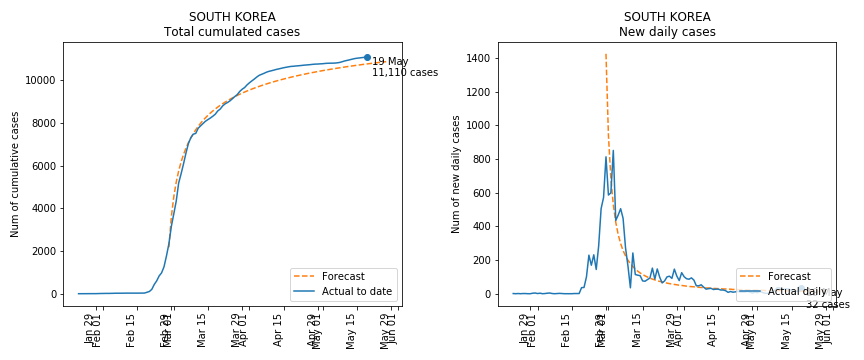 SOUTH KOREA
Total cumulated cases
Num of cumulative cases
10000
8000
6000
4000
2000
0
19 May
11,110 cases
Forecast
Actual to date
Jan 29
Feb 01
Feb 15
Feb 29
Mar 01
Mar 15
Mar 29
Apr 01
Apr 15
Apr 29
May 01
May 15
May 29
Jun 01
SOUTH KOREA
New daily cases
Num of new daily cases
1400
1200
1000
800
600
400
200
0
Forecast
Actual daily
32 cases
Jan 29
Feb 01
Feb 15
Feb 29
Mar 01
Mar 15
Mar 29
Apr 01
Apr 15
Apr 29
May 01
May 15
May 29
Jun 01